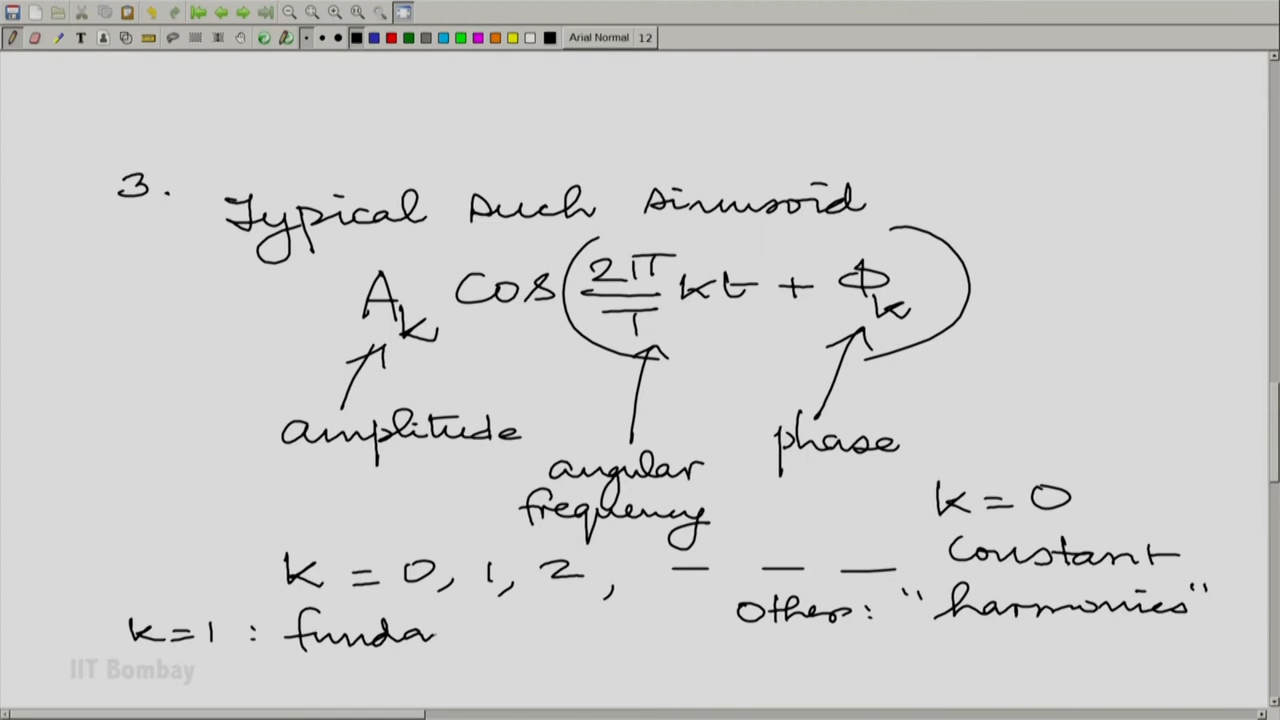 Arial Normal 12
3.
Typical such sinusoid
A_k cos(2π/T kt + Φ_k)
amplitude
angular
frequency
phase
k = 0, 1, 2, — — —
k = 0
constant
others: "harmonics"
k=1 : funda
IIT Bombay